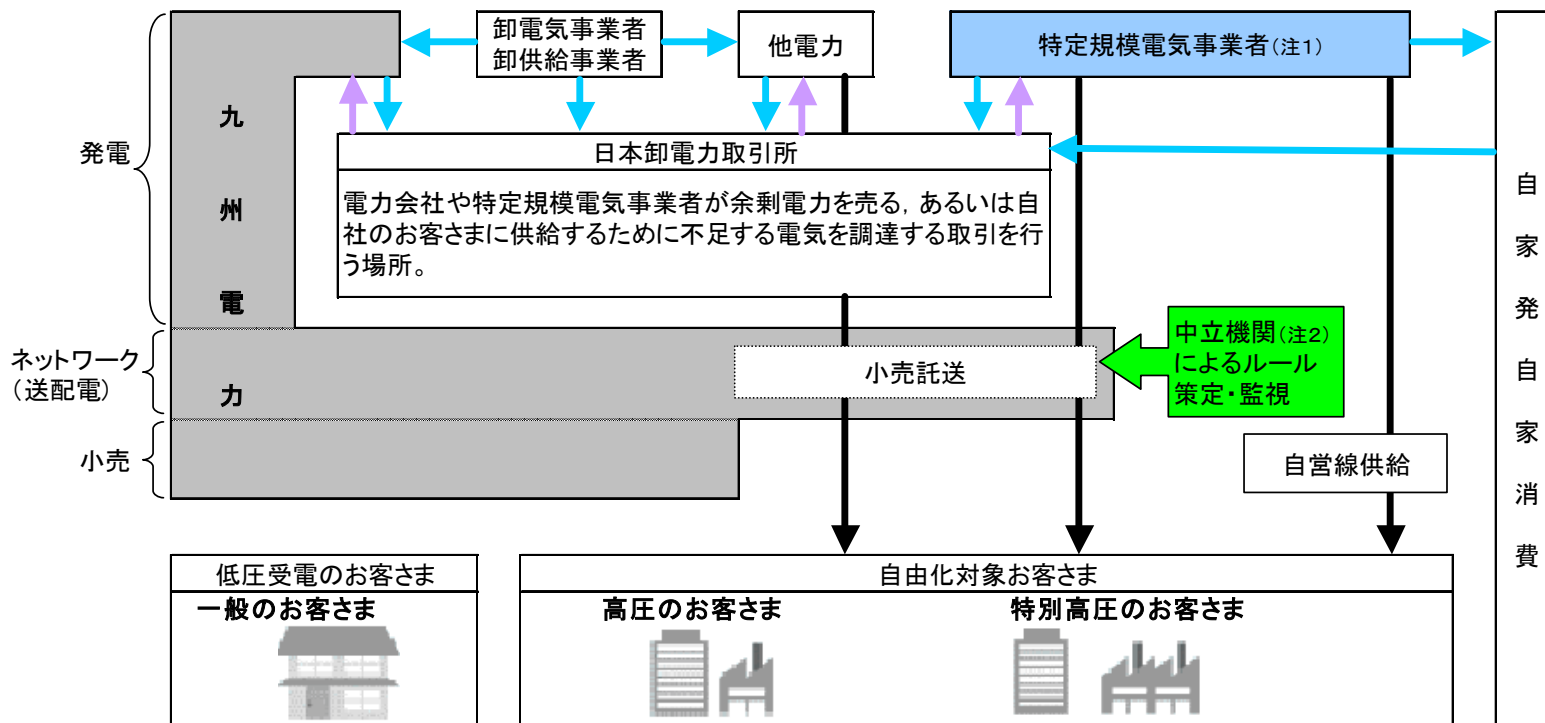 卸電気事業者
卸供給事業者
他電力
特定規模電気事業者(注1)
発電
九
州
電
力
日本卸電力取引所
電力会社や特定規模電気事業者が余剰電力を売る, あるいは自
社のお客さまに供給するために不足する電気を調達する取引を行
う場所。
自
家
発
自
家
消
費
ネットワーク
(送配電)
小売託送
中立機関(注2)
によるルール
策定・監視
小売
自営線供給
低圧受電のお客さま
一般のお客さま
自由化対象お客さま
高圧のお客さま
特別高圧のお客さま